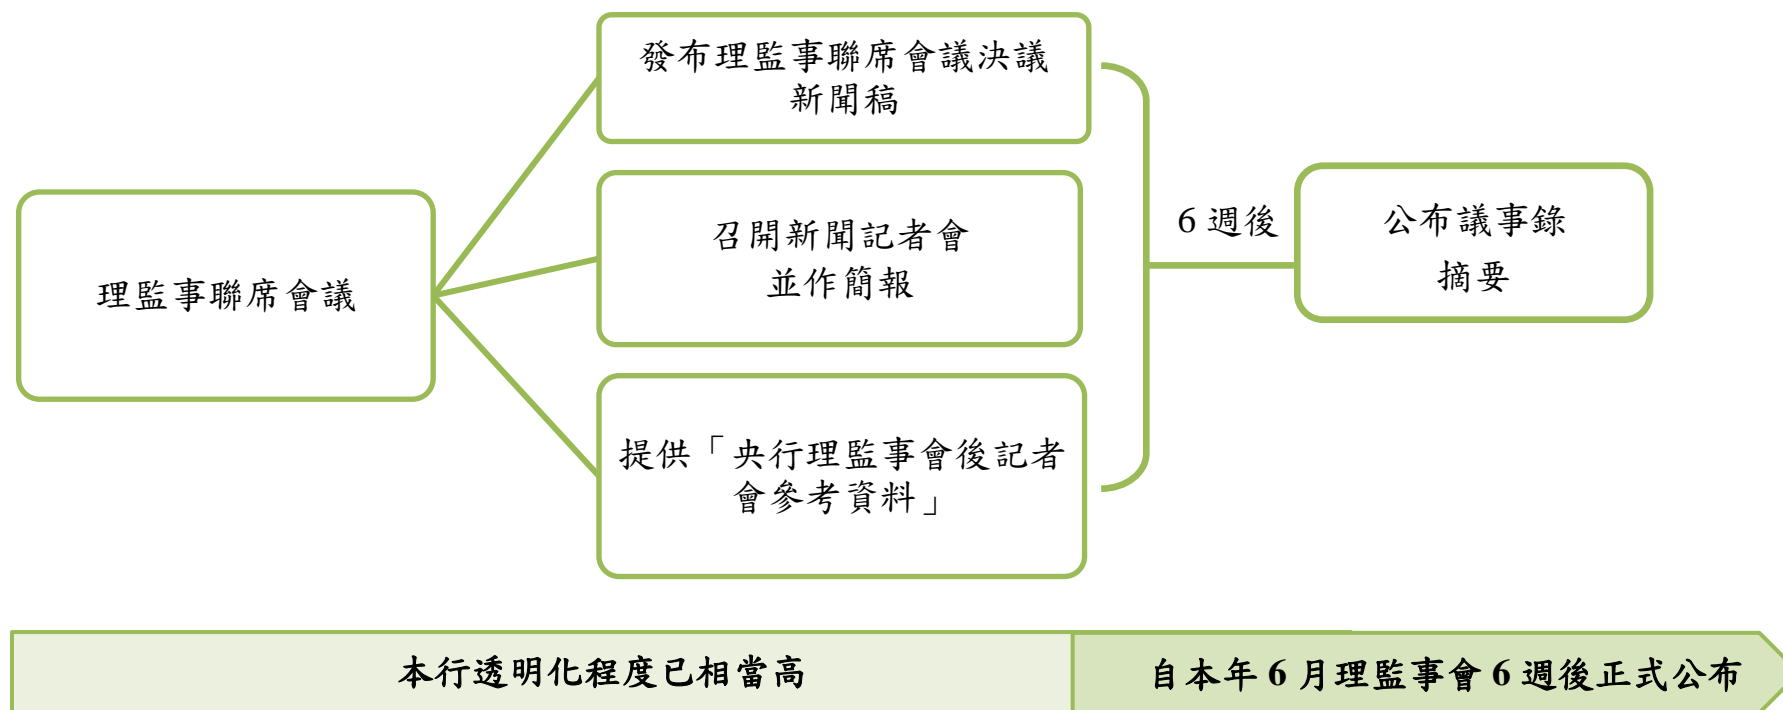 理監事聯席會議
發布理監事聯席會議決議
新聞稿
召開新聞記者會
並作簡報
提供「央行理監事會後記者
會參考資料」
6 週後
公布議事錄
摘要
本行透明化程度已相當高
自本年 6 月理監事會 6 週後正式公布